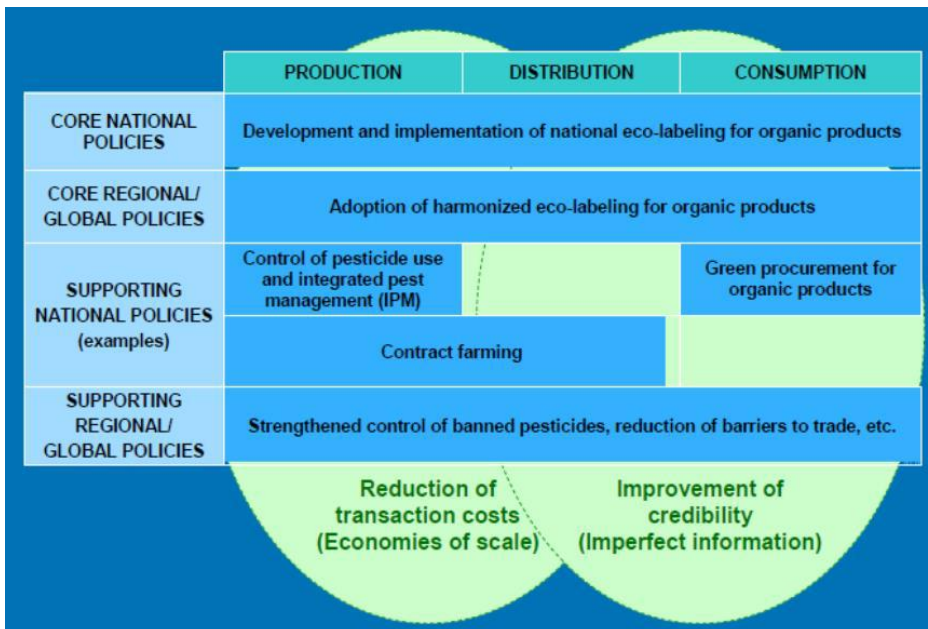 PRODUCTION DISTRIBUTION CONSUMPTION
CORE NATIONAL
POLICIES
Development and implementation of national eco-labeling for organic products
CORE REGIONAL/
GLOBAL POLICIES
Adoption of harmonized eco-labeling for organic products
SUPPORTING
NATIONAL POLICIES
(examples)
Control of pesticide use
and integrated pest
management (IPM)
Green procurement for
organic products
Contract farming
SUPPORTING
REGIONAL/
GLOBAL POLICIES
Strengthened control of banned pesticides, reduction of barriers to trade, etc.
Reduction of
transaction costs
(Economies of scale)
Improvement of
credibility
(Imperfect information)